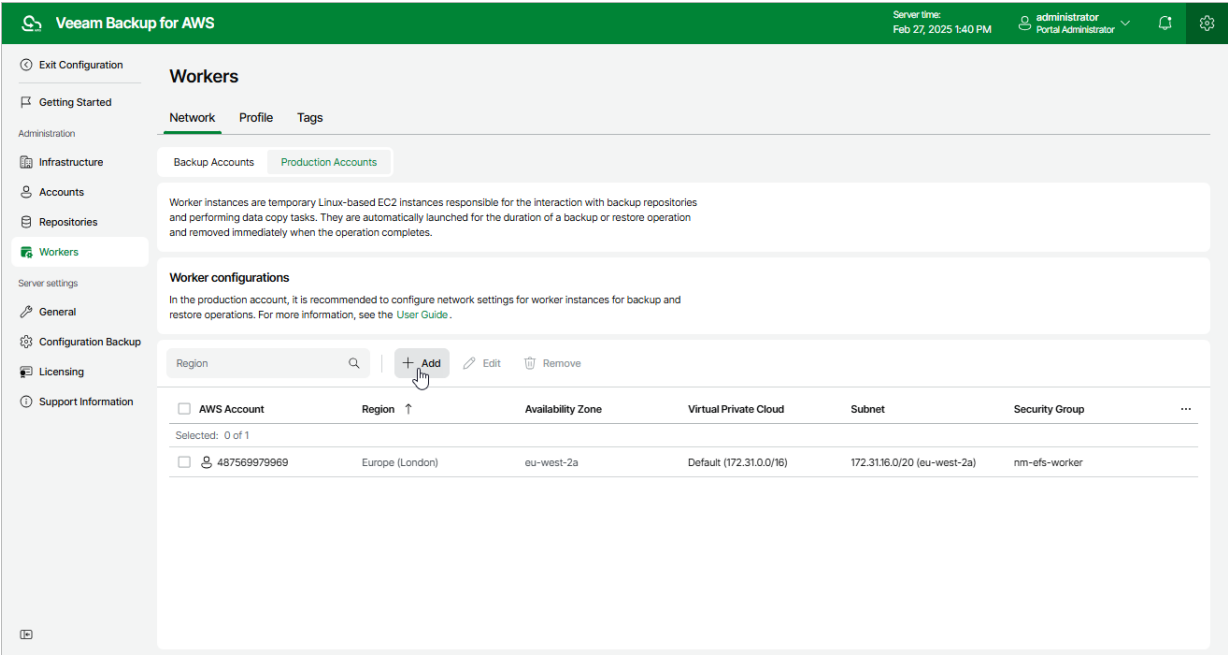 Veeam Backup for AWS
Server time:
Feb 27, 2025 1:40 PM
administrator
Portal Administrator
Exit Configuration
Getting Started
Administration
Infrastructure
Accounts
Repositories
Workers
Server settings
General
Configuration Backup
Licensing
Support Information
Workers
Network Profile Tags
Backup Accounts Production Accounts
Worker instances are temporary Linux-based EC2 instances responsible for the interaction with backup repositories
and performing data copy tasks. They are automatically launched for the duration of a backup or restore operation
and removed immediately when the operation completes.
Worker configurations
In the production account, it is recommended to configure network settings for worker instances for backup and
restore operations. For more information, see the User Guide.
Region + Add Edit Remove
AWS Account Region ↑ Availability Zone Virtual Private Cloud Subnet Security Group ...
Selected: 0 of 1
487569979969 Europe (London) eu-west-2a Default (172.31.0.0/16) 172.31.16.0/20 (eu-west-2a) nm-efs-worker